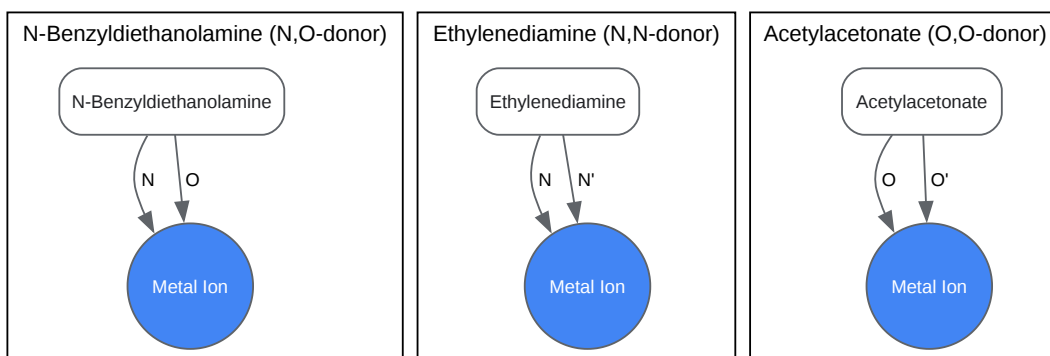 N-Benzyldiethanolamine (N,O-donor)
N-Benzyldiethanolamine
N
O
Metal Ion
Ethylenediamine (N,N-donor)
Ethylenediamine
N
N'
Metal Ion
Acetylacetonate (O,O-donor)
Acetylacetonate
O
O'
Metal Ion